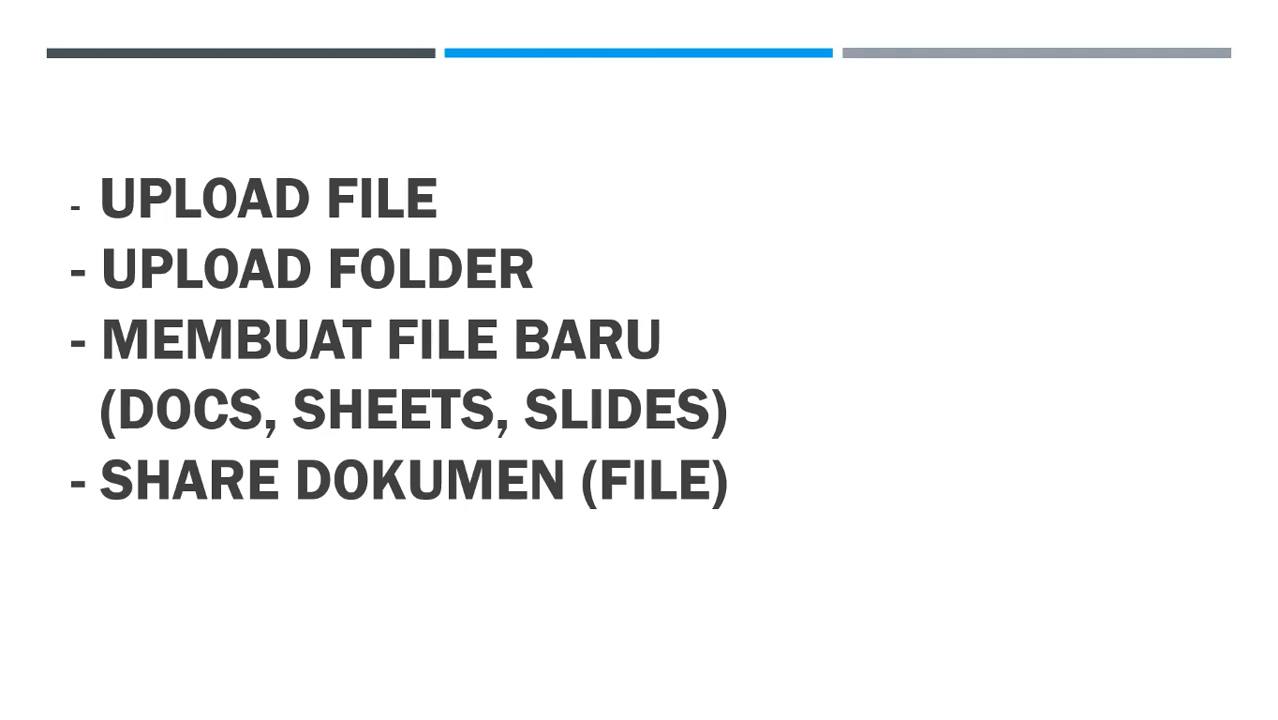 - UPLOAD FILE
- UPLOAD FOLDER
- MEMBUAT FILE BARU
(DOCS, SHEETS, SLIDES)
- SHARE DOKUMEN (FILE)